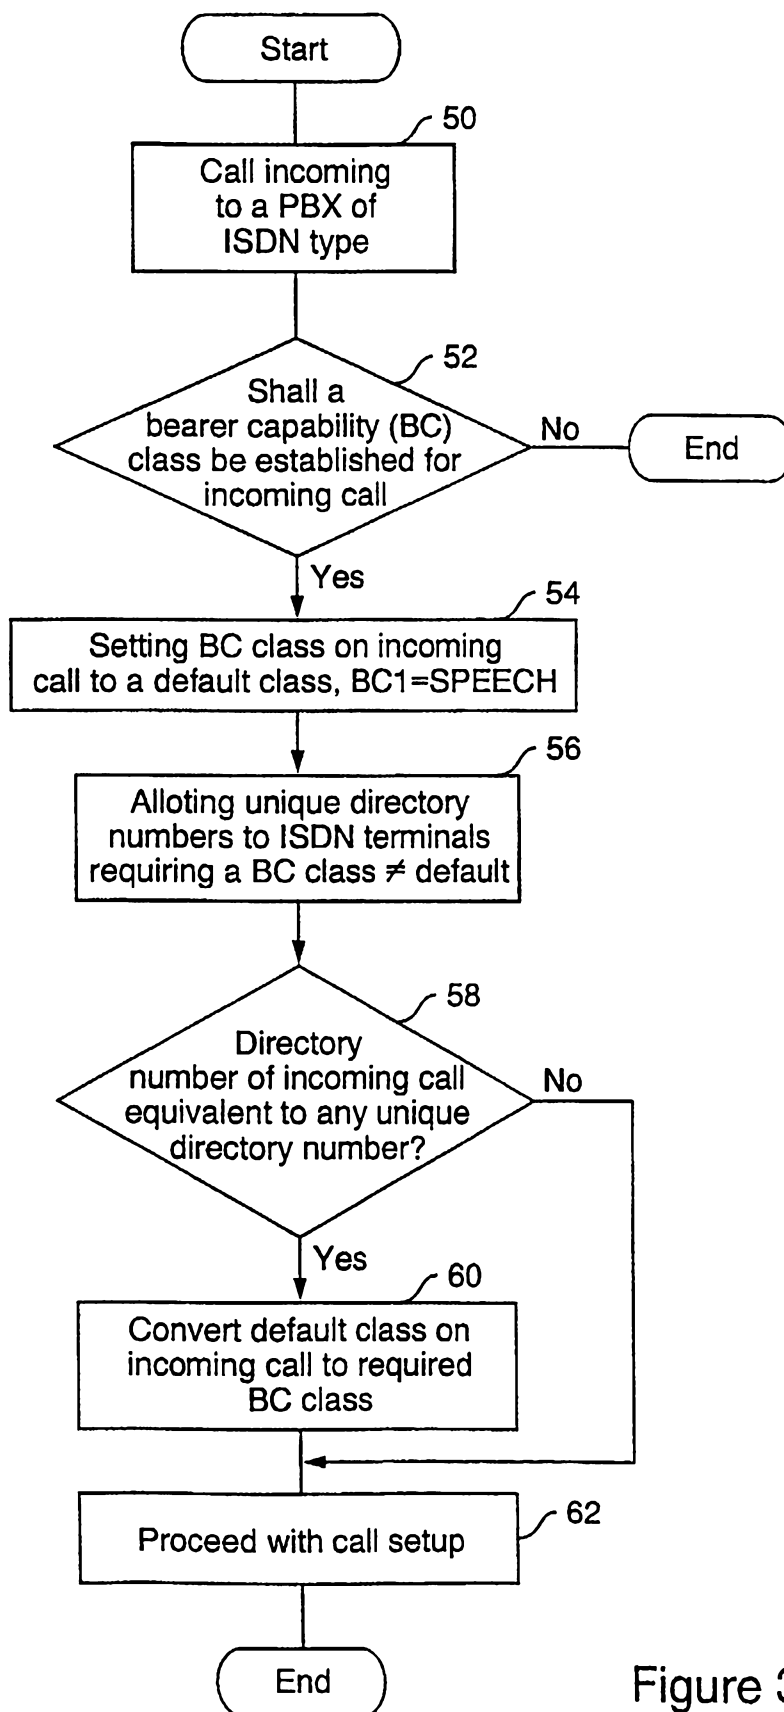 Start
50
Call incoming
to a PBX of
ISDN type
52
Shall a
bearer capability (BC)
class be established for
incoming call
No
End
Yes
54
Setting BC class on incoming
call to a default class, BC1=SPEECH
56
Alloting unique directory
numbers to ISDN terminals
requiring a BC class ≠ default
58
Directory
number of incoming call
equivalent to any unique
directory number?
No
Yes
60
Convert default class on
incoming call to required
BC class
62
Proceed with call setup
End
Figure 3